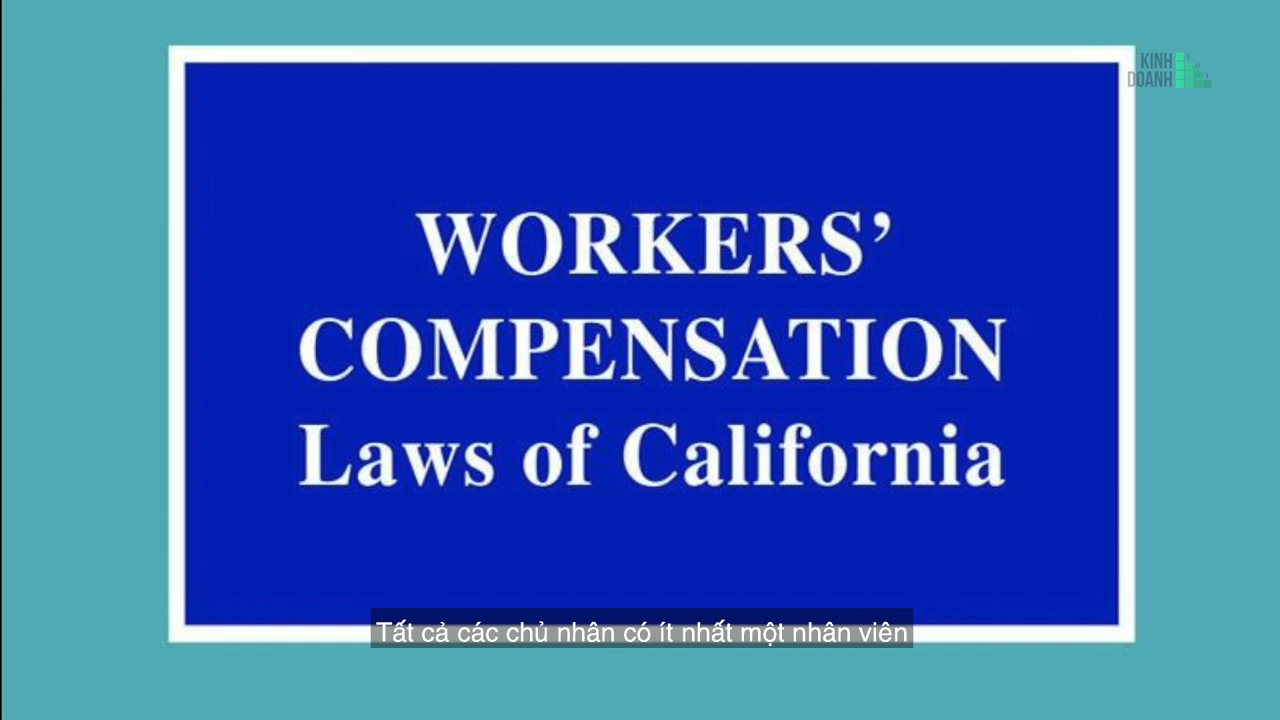 KINH
DOANH
WORKERS’
COMPENSATION
Laws of California
Tất cả các chủ nhân có ít nhất một nhân viên